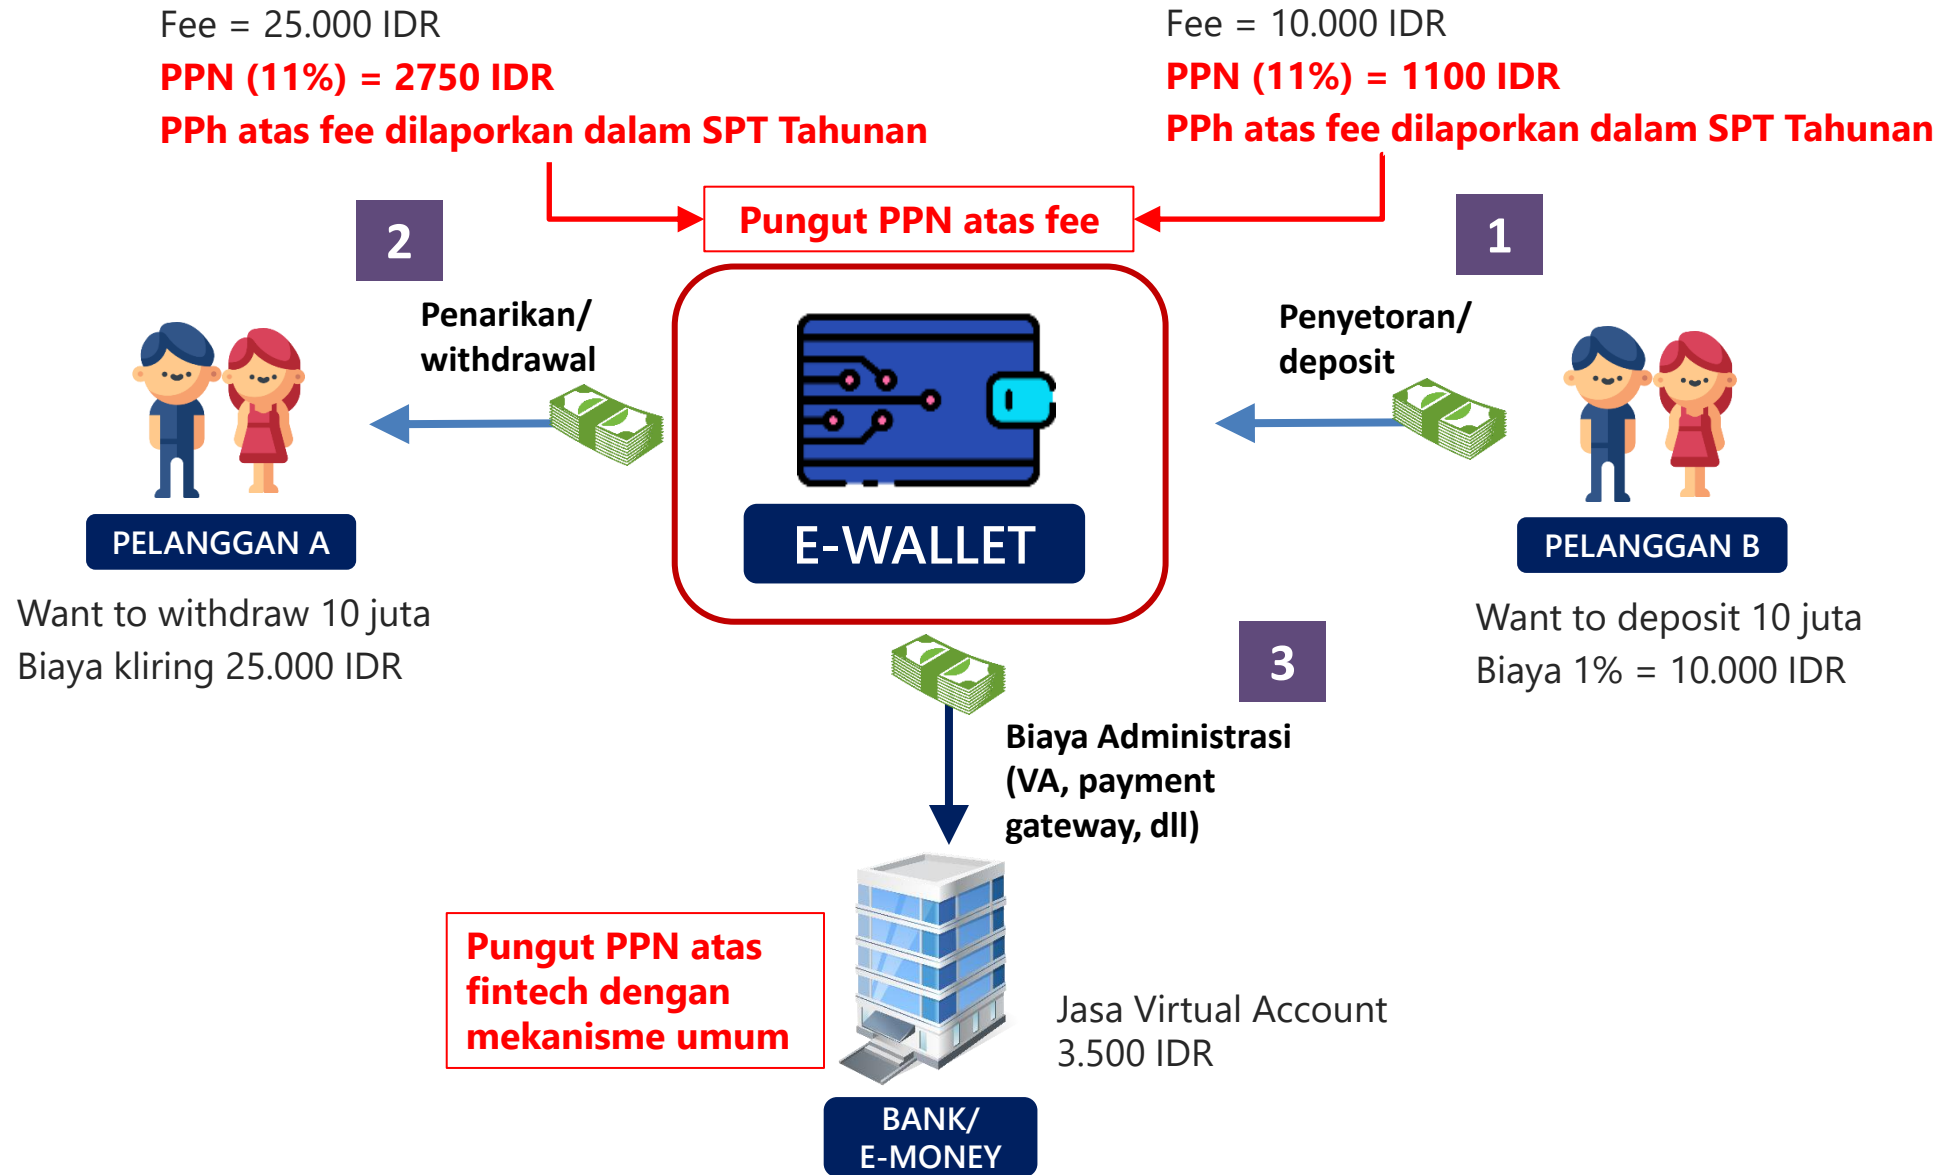 Fee = 25.000 IDR
PPN (11%) = 2750 IDR
PPh atas fee dilaporkan dalam SPT Tahunan
Fee = 10.000 IDR
PPN (11%) = 1100 IDR
PPh atas fee dilaporkan dalam SPT Tahunan
Pungut PPN atas fee
2
1
Penarikan/
withdrawal
Penyetoran/
deposit
E-WALLET
PELANGGAN A
PELANGGAN B
Want to withdraw 10 juta
Biaya kliring 25.000 IDR
Want to deposit 10 juta
Biaya 1% = 10.000 IDR
3
Biaya Administrasi
(VA, payment
gateway, dll)
Pungut PPN atas
fintech dengan
mekanisme umum
Jasa Virtual Account
3.500 IDR
BANK/
E-MONEY